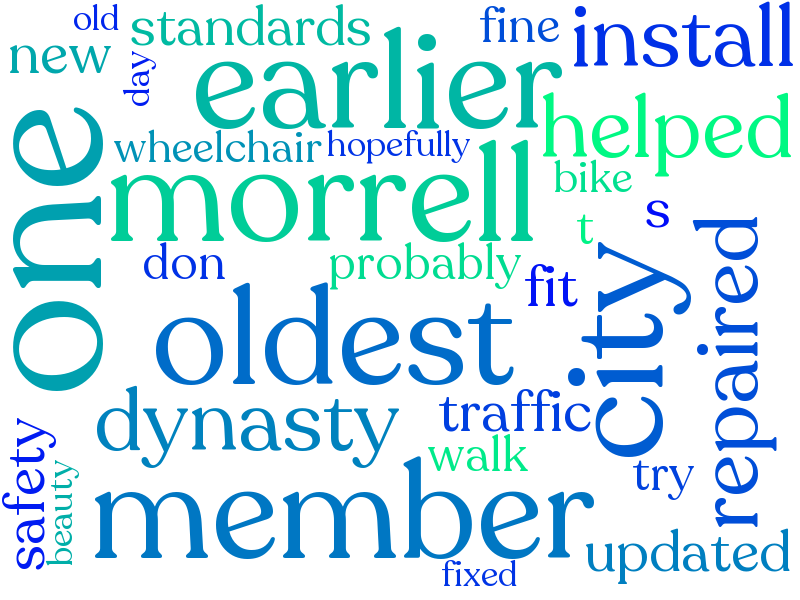 old
standards
fine
install
new
day
earlier
helped
wheelchair
hopefully
one
morrell
bike
s
t
don
probably
fit
city
repaired
oldest
dynasty
traffic
walk
try
safety
beauty
member
updated
fixed